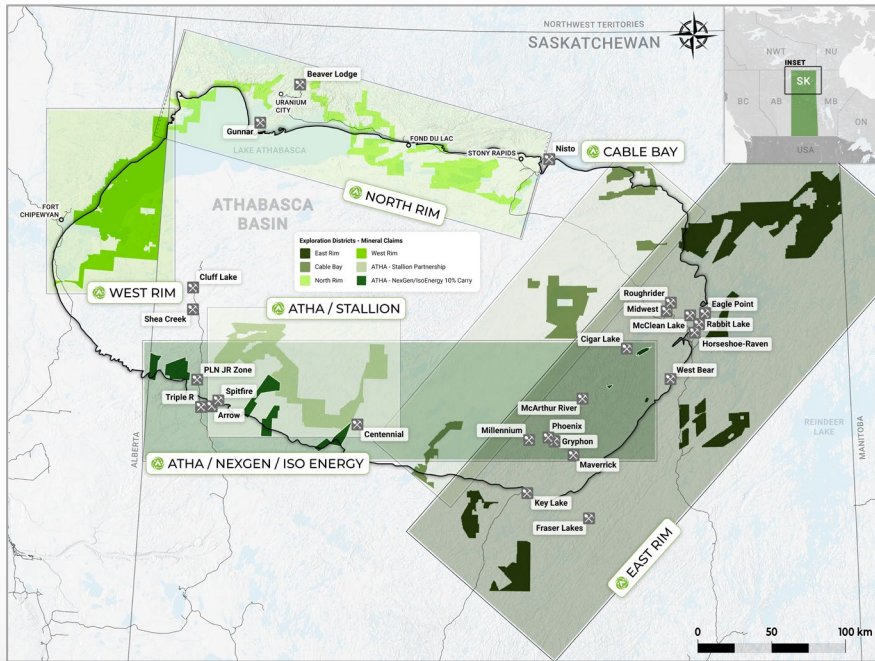 NORTHWEST TERRITORIES
SASKATCHEWAN
INSET
NWT
NU
SK
BC
AB
MB
ON
USA
Beaver Lodge
URANIUM
CITY
Gunnar
LAKE ATHABASCA
FOND DU LAC
STONY RAPIDS
Nisto
CABLE BAY
NORTH RIM
FORT
CHIPEWYAN
ATHABASCA
BASIN
Exploration Districts - Mineral Claims
East Rim
West Rim
Cable Bay
ATHA - Stallion Partnership
North Rim
ATHA - NexGen/IsoEnergy 10% Carry
WEST RIM
Cluff Lake
Shea Creek
ATHA / STALLION
Roughrider
Midwest
Eagle Point
McClean Lake
Rabbit Lake
Horseshoe-Raven
Cigar Lake
West Bear
PLN JR Zone
Triple R
Spitfire
Arrow
McArthur River
Centennial
Millennium
Phoenix
Gryphon
Maverrick
REINDEER
LAKE
ALBERTA
MANITOBA
ATHA / NEXGEN / ISO ENERGY
Key Lake
Fraser Lakes
EAST RIM
0
50
100 km